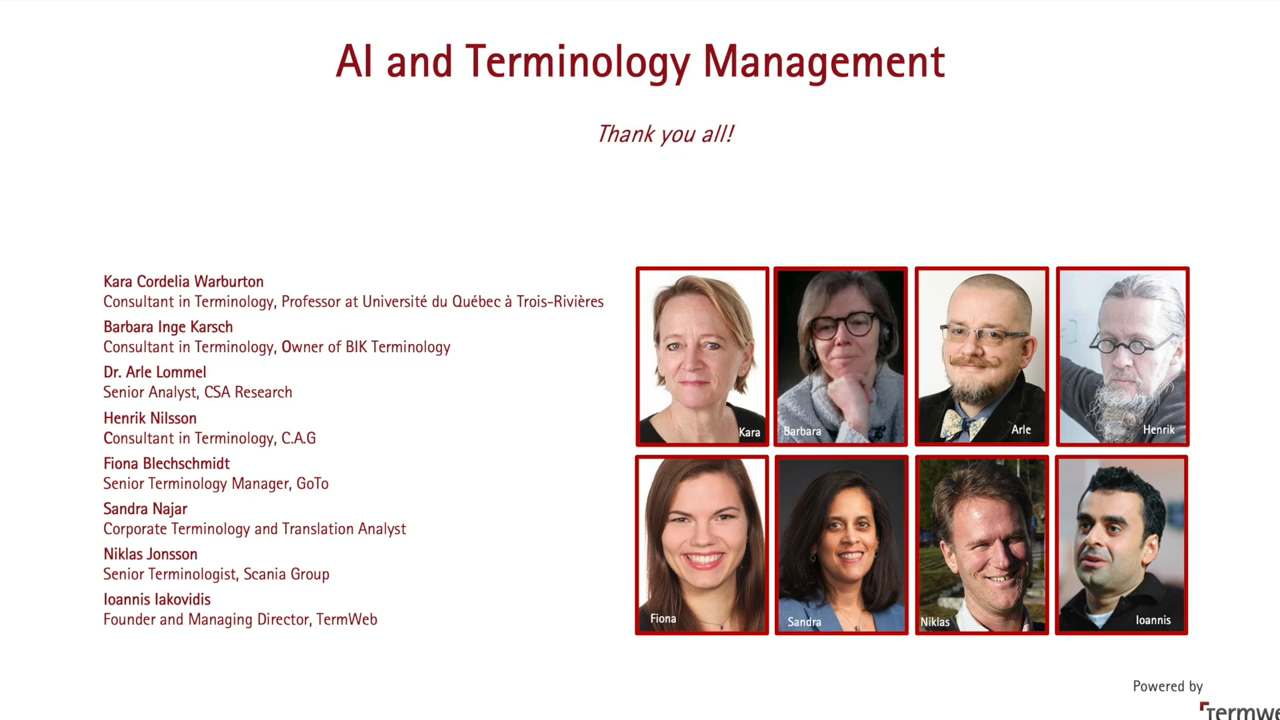 AI and Terminology Management
Thank you all!
Kara Cordelia Warburton
Consultant in Terminology, Professor at Université du Québec à Trois-Rivières
Barbara Inge Karsch
Consultant in Terminology, Owner of BIK Terminology
Dr. Arle Lommel
Senior Analyst, CSA Research
Henrik Nilsson
Consultant in Terminology, C.A.G
Fiona Blechschmidt
Senior Terminology Manager, GoTo
Sandra Najar
Corporate Terminology and Translation Analyst
Niklas Jonsson
Senior Terminologist, Scania Group
Ioannis Iakovidis
Founder and Managing Director, TermWeb
Kara
Barbara
Arle
Henrik
Fiona
Sandra
Niklas
Ioannis
Powered by